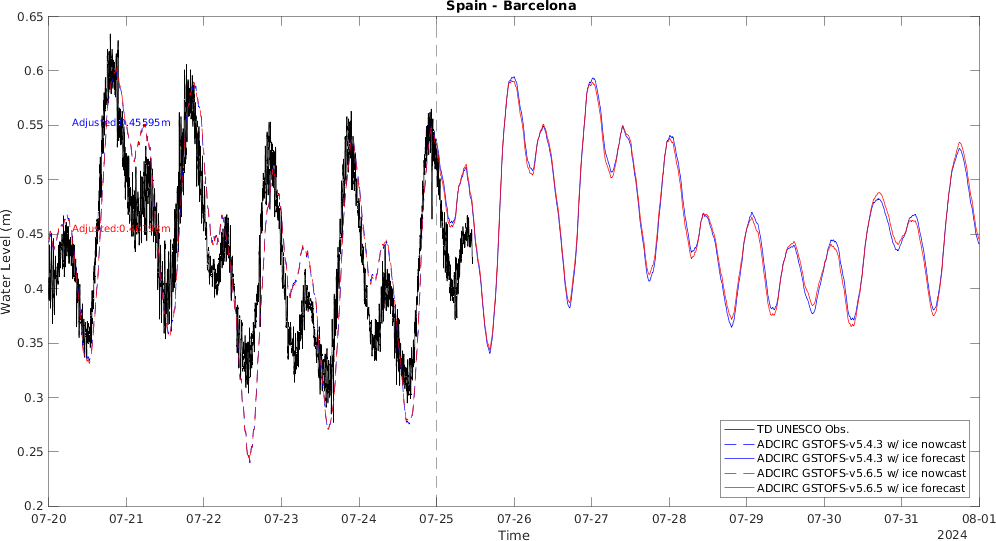 Spain - Barcelona
0.65
0.6
0.55
0.5
0.45
0.4
0.35
0.3
0.25
0.2
Water Level (m)
Adjusted:0.45595m
07-20
07-21
07-22
07-23
07-24
07-25
07-26
07-27
07-28
07-29
07-30
07-31
08-01
Time
2024
TD UNESCO Obs.
ADCIRC GSTOFS-v5.4.3 w/ ice nowcast
ADCIRC GSTOFS-v5.4.3 w/ ice forecast
ADCIRC GSTOFS-v5.6.5 w/ ice nowcast
ADCIRC GSTOFS-v5.6.5 w/ ice forecast